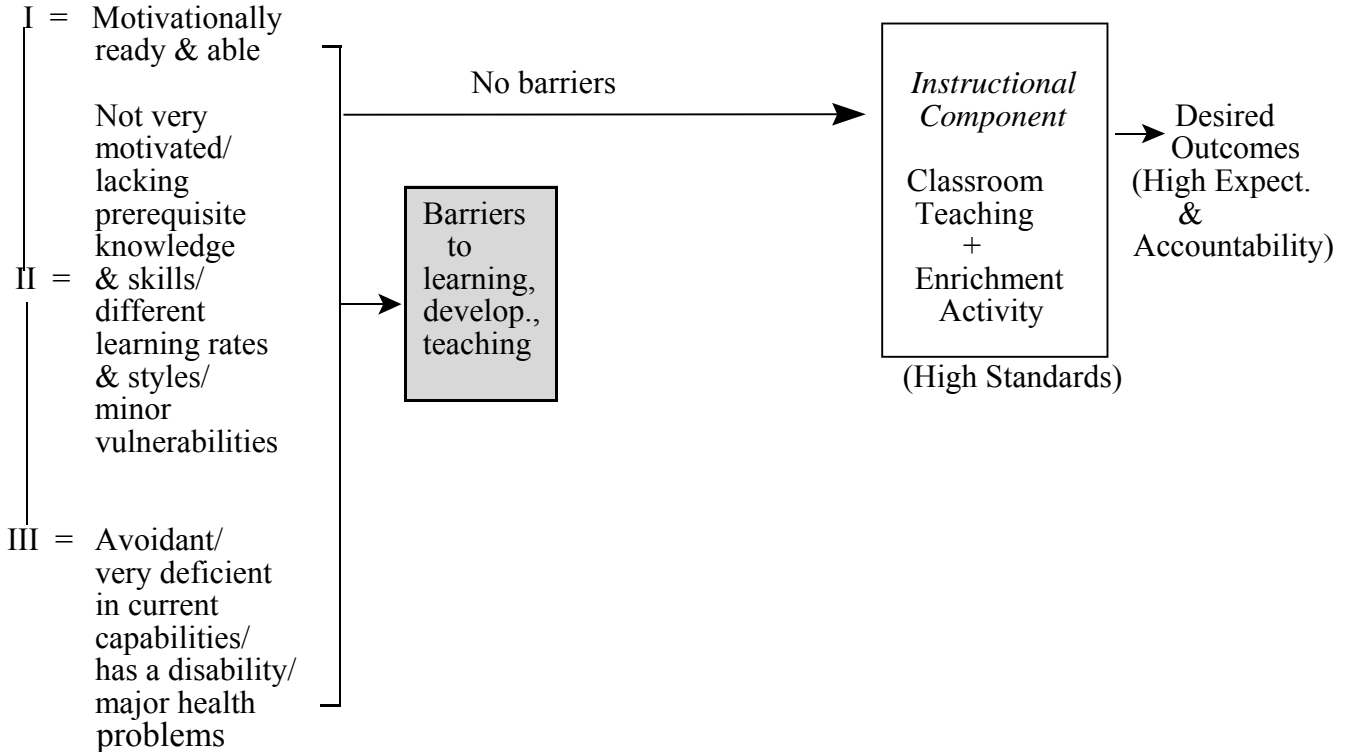 I = Motivationally
ready & able
No barriers
Not very
motivated/
lacking
prerequisite
knowledge
II = & skills/
different
learning rates
& styles/
minor
vulnerabilities
III = Avoidant/
very deficient
in current
capabilities/
has a disability/
major health
problems
Barriers
to
learning,
develop.,
teaching
Instructional
Component
Classroom
Teaching
+
Enrichment
Activity
(High Standards)
Desired
Outcomes
(High Expect.
&
Accountability)